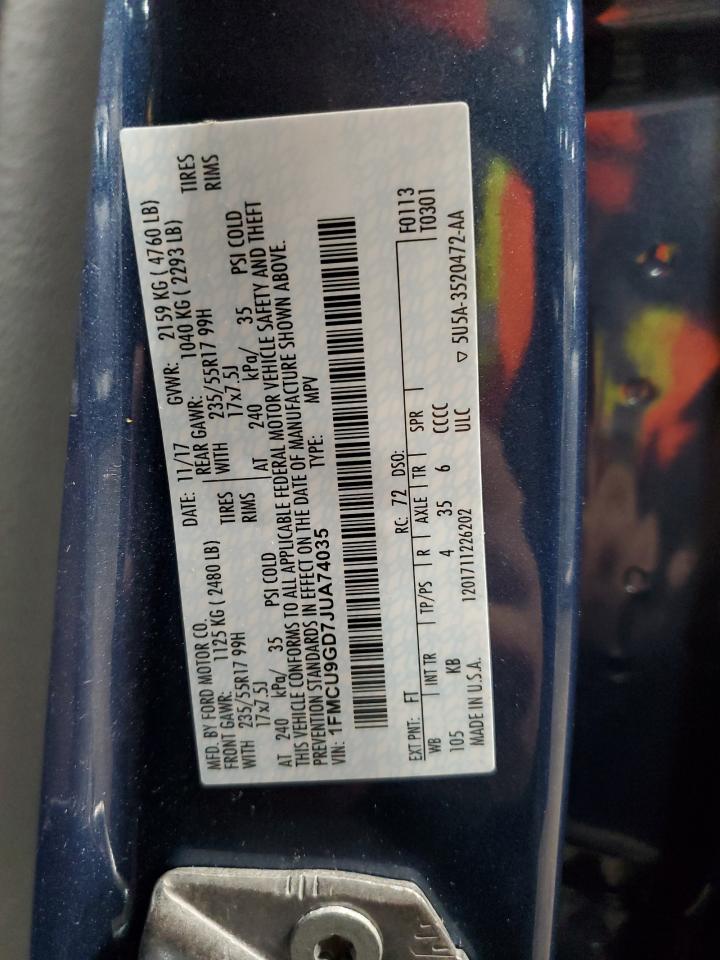 MFD. BY FORD MOTOR CO.
DATE: 11/17 GVWR: 2159 KG ( 4760 LB)
FRONT GAWR: 1125 KG ( 2480 LB) REAR GAWR: 1040 KG ( 2293 LB)
WITH 235/55R17 99H TIRES WITH 235/55R17 99H TIRES
17x7.5J RIMS 17x7.5J RIMS
AT 240 kPa/ 35 PSI COLD AT 240 kPa/ 35 PSI COLD
THIS VEHICLE CONFORMS TO ALL APPLICABLE FEDERAL MOTOR VEHICLE SAFETY AND THEFT
PREVENTION STANDARDS IN EFFECT ON THE DATE OF MANUFACTURE SHOWN ABOVE.
VIN: 1FMCU9GD7JUA74035 TYPE: MPV
F0113
EXT PNT: FT RC: 72 DSO: T0301
WB INT TR TP/PS R AXLE TR SPR
105 KB 4 35 6 CCCC
MADE IN U.S.A. 1201711226202 ULC
▽ 5U5A-3520472-AA